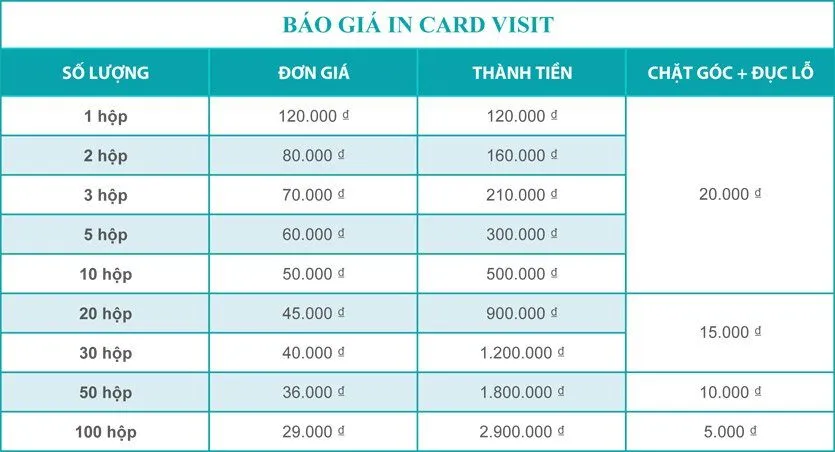 BÁO GIÁ IN CARD VISIT
SỐ LƯỢNG ĐƠN GIÁ THÀNH TIỀN CHẶT GÓC + ĐỤC LỖ
1 hộp 120.000 ₫ 120.000 ₫
2 hộp 80.000 ₫ 160.000 ₫
3 hộp 70.000 ₫ 210.000 ₫ 20.000 ₫
5 hộp 60.000 ₫ 300.000 ₫
10 hộp 50.000 ₫ 500.000 ₫
20 hộp 45.000 ₫ 900.000 ₫
15.000 ₫
30 hộp 40.000 ₫ 1.200.000 ₫
50 hộp 36.000 ₫ 1.800.000 ₫ 10.000 ₫
100 hộp 29.000 ₫ 2.900.000 ₫ 5.000 ₫